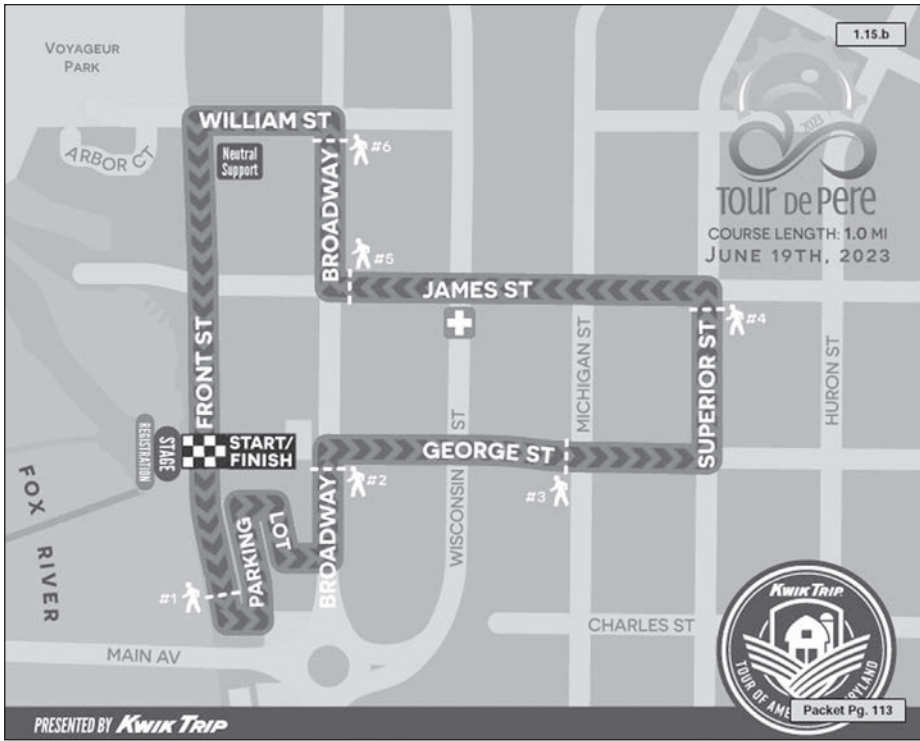 1.15.b
VOYAGEUR
PARK
ARBOR CT
WILLIAM ST
Neutral
Support
#6
BROADWAY
#5
2023
TOUR DE PERE
COURSE LENGTH: 1.0 MI
JUNE 19TH, 2023
JAMES ST
#4
FRONT ST
MICHIGAN ST
SUPERIOR ST
HURON ST
REGISTRATION
STAGE
START/
FINISH
GEORGE ST
WISCONSIN ST
#2
#3
FOX
RIVER
PARKING
LOT
BROADWAY
#1
CHARLES ST
MAIN AV
KWIK TRIP
TOUR OF AME
RYLAND
Packet Pg. 113
PRESENTED BY KWIK TRIP